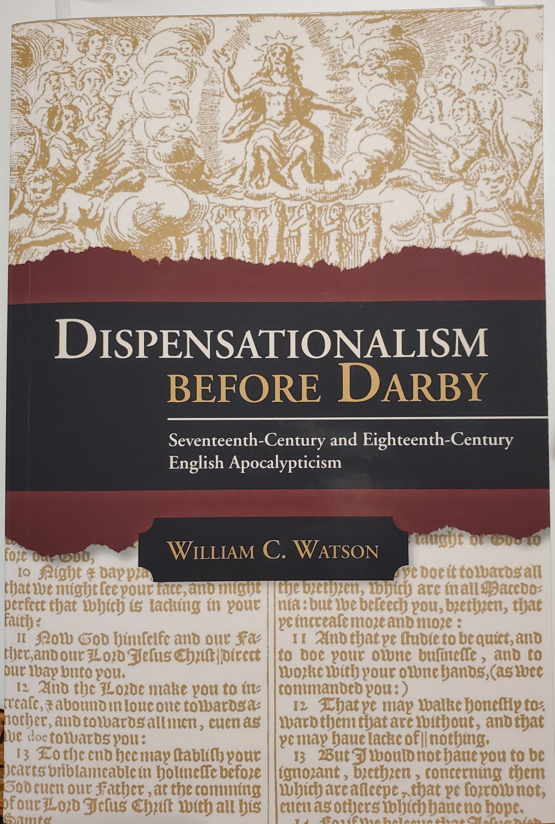 DISPENSATIONALISM
BEFORE DARBY
Seventeenth-Century and Eighteenth-Century
English Apocalypticism
WILLIAM C. WATSON
God,
10 Night & day pra
that we might see your face, and might
perfect that which is lacking in your
faith?
11 Now God himselfe and our Fa-
ther, and our Lord Jesus Christ || direct
our way vnto you.
12 And the Lorde make you to in-
crease, & abound in loue one towards a-
nother, and towards all men, euen as
we doe towards you:
13 To the end hee may stablish your
hearts vnblameable in holinesse before
God euen our Father, at the comming
of our Lord Jesus Christ with all his
Saints.
taught of God to
ye doe it towards all
the brethren, which are in all Macedo-
nia: but we beseech you, brethren, that
ye increase more and more:
11 And that ye studie to be quiet, and
to doe your owne businesse, and to
worke with your owne hands, (as wee
commanded you:)
12 That ye may walke honestly to-
ward them that are without, and that
ye may haue lacke of || nothing.
13 But I would not haue you to be
ignorant, brethren, concerning them
which are asleepe, that ye sorrow not,
euen as others which haue no hope.
14 For if we beleeue that Jesus